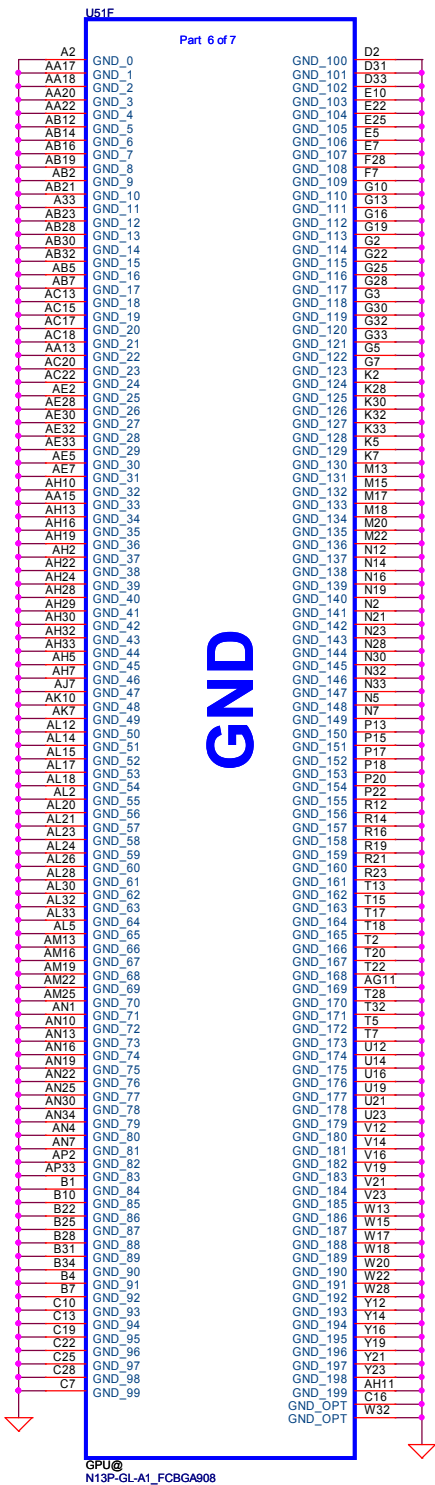 U51F
Part 6 of 7
A2 GND_0 GND_100 D2
AA17 GND_1 GND_101 D31
AA18 GND_2 GND_102 D33
AA20 GND_3 GND_103 E10
AA22 GND_4 GND_104 E22
AB12 GND_5 GND_105 E25
AB14 GND_6 GND_106 E5
AB16 GND_7 GND_107 E7
AB19 GND_8 GND_108 F28
AB2 GND_9 GND_109 F7
AB21 GND_10 GND_110 G10
A33 GND_11 GND_111 G13
AB23 GND_12 GND_112 G16
AB28 GND_13 GND_113 G19
AB30 GND_14 GND_114 G2
AB32 GND_15 GND_115 G22
AB5 GND_16 GND_116 G25
AB7 GND_17 GND_117 G28
AC13 GND_18 GND_118 G3
AC15 GND_19 GND_119 G30
AC17 GND_20 GND_120 G32
AC18 GND_21 GND_121 G33
AA13 GND_22 GND_122 G5
AC20 GND_23 GND_123 G7
AC22 GND_24 GND_124 K2
AE2 GND_25 GND_125 K28
AE28 GND_26 GND_126 K30
AE30 GND_27 GND_127 K32
AE32 GND_28 GND_128 K33
AE33 GND_29 GND_129 K5
AE5 GND_30 GND_130 K7
AE7 GND_31 GND_131 M13
AH10 GND_32 GND_132 M15
AA15 GND_33 GND_133 M17
AH13 GND_34 GND_134 M18
AH16 GND_35 GND_135 M20
AH19 GND_36 GND_136 M22
AH2 GND_37 GND_137 N12
AH22 GND_38 GND_138 N14
AH24 GND_39 GND_139 N16
AH28 GND_40 GND_140 N19
AH29 GND_41 GND_141 N2
AH30 GND_42 GND_142 N21
AH32 GND_43 GND_143 N23
AH33 GND_44 GND_144 N28
AH5 GND_45 GND_145 N30
AH7 GND_46 GND_146 N32
AJ7 GND_47 GND_147 N33
AK10 GND_48 GND_148 N5
AK7 GND_49 GND_149 N7
AL12 GND_50 GND_150 P13
AL14 GND_51 GND_151 P15
AL15 GND_52 GND_152 P17
AL17 GND_53 GND_153 P18
AL18 GND_54 GND_154 P20
AL2 GND_55 GND_155 P22
AL20 GND_56 GND_156 R12
AL21 GND_57 GND_157 R14
AL23 GND_58 GND_158 R16
AL24 GND_59 GND_159 R19
AL26 GND_60 GND_160 R21
AL28 GND_61 GND_161 R23
AL30 GND_62 GND_162 T13
AL32 GND_63 GND_163 T15
AL33 GND_64 GND_164 T17
AL5 GND_65 GND_165 T18
AM13 GND_66 GND_166 T2
AM16 GND_67 GND_167 T20
AM19 GND_68 GND_168 T22
AM22 GND_69 GND_169 AG11
AM25 GND_70 GND_170 T28
AN1 GND_71 GND_171 T32
AN10 GND_72 GND_172 T5
AN13 GND_73 GND_173 T7
AN16 GND_74 GND_174 U12
AN19 GND_75 GND_175 U14
AN22 GND_76 GND_176 U16
AN25 GND_77 GND_177 U19
AN30 GND_78 GND_178 U21
AN34 GND_79 GND_179 U23
AN4 GND_80 GND_180 V12
AN7 GND_81 GND_181 V14
AP2 GND_82 GND_182 V16
AP33 GND_83 GND_183 V19
B1 GND_84 GND_184 V21
B10 GND_85 GND_185 V23
B22 GND_86 GND_186 W13
B25 GND_87 GND_187 W15
B28 GND_88 GND_188 W17
B31 GND_89 GND_189 W18
B34 GND_90 GND_190 W20
B4 GND_91 GND_191 W22
B7 GND_92 GND_192 W28
C10 GND_93 GND_193 Y12
C13 GND_94 GND_194 Y14
C19 GND_95 GND_195 Y16
C22 GND_96 GND_196 Y19
C25 GND_97 GND_197 Y21
C28 GND_98 GND_198 Y23
C7 GND_99 GND_199 AH11
GND_OPT C16
GND_OPT W32
GND
GPU@
N13P-GL-A1_FCBGA908